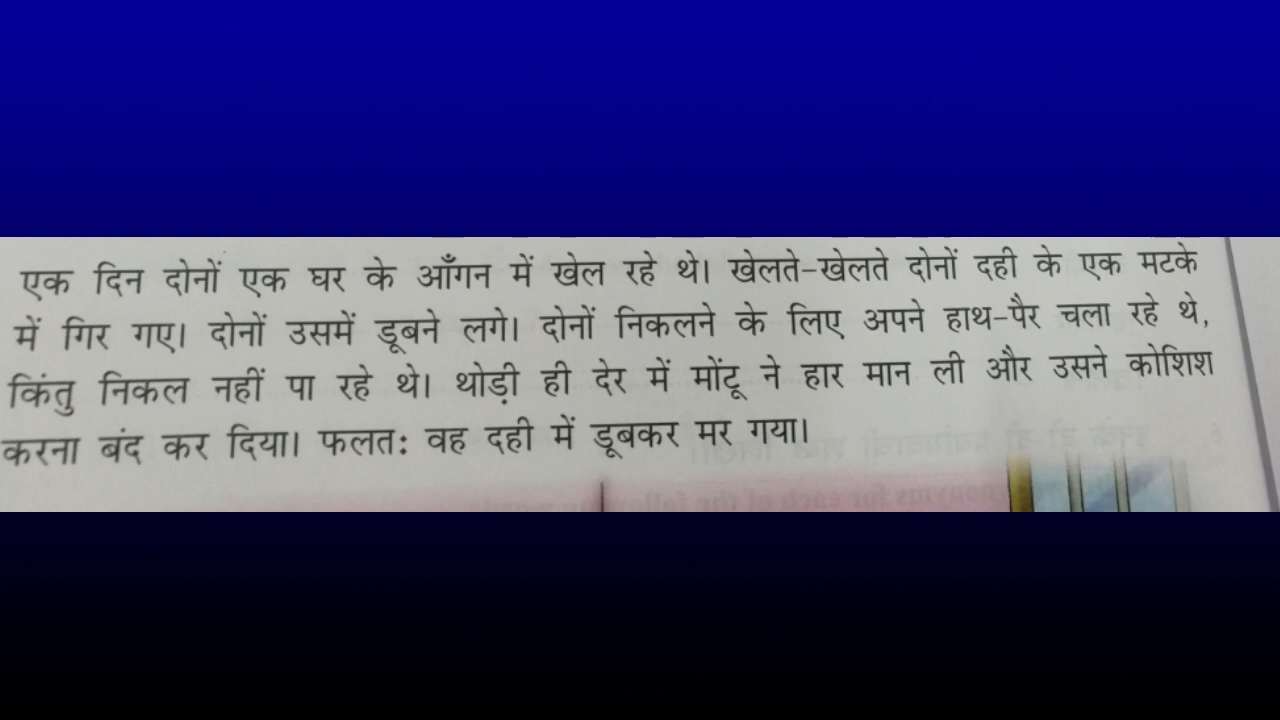 एक दिन दोनों एक घर के आँगन में खेल रहे थे। खेलते-खेलते दोनों दही के एक मटके
में गिर गए। दोनों उसमें डूबने लगे। दोनों निकलने के लिए अपने हाथ-पैर चला रहे थे,
किंतु निकल नहीं पा रहे थे। थोड़ी ही देर में मोंटू ने हार मान ली और उसने कोशिश
करना बंद कर दिया। फलतः वह दही में डूबकर मर गया।